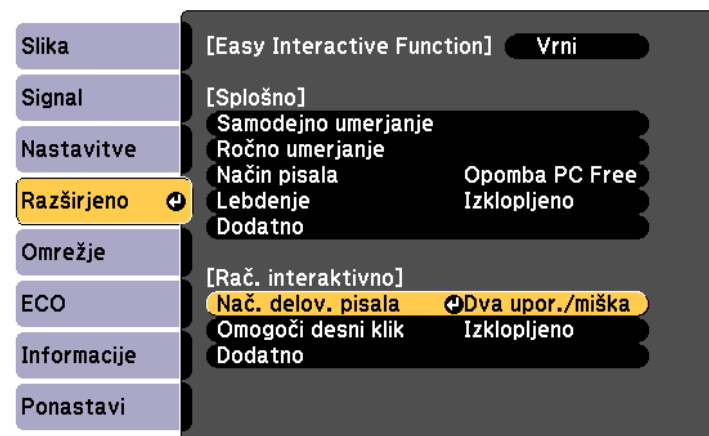 Slika
Signal
Nastavitve
Razširjeno
Omrežje
ECO
Informacije
Ponastavi
[Easy Interactive Function] Vrni
[Splošno]
Samodejno umerjanje
Ročno umerjanje
Način pisala Opomba PC Free
Lebdenje Izklopljeno
Dodatno
[Rač. interaktivno]
Nač. delov. pisala Dva upor./miška
Omogoči desni klik Izklopljeno
Dodatno